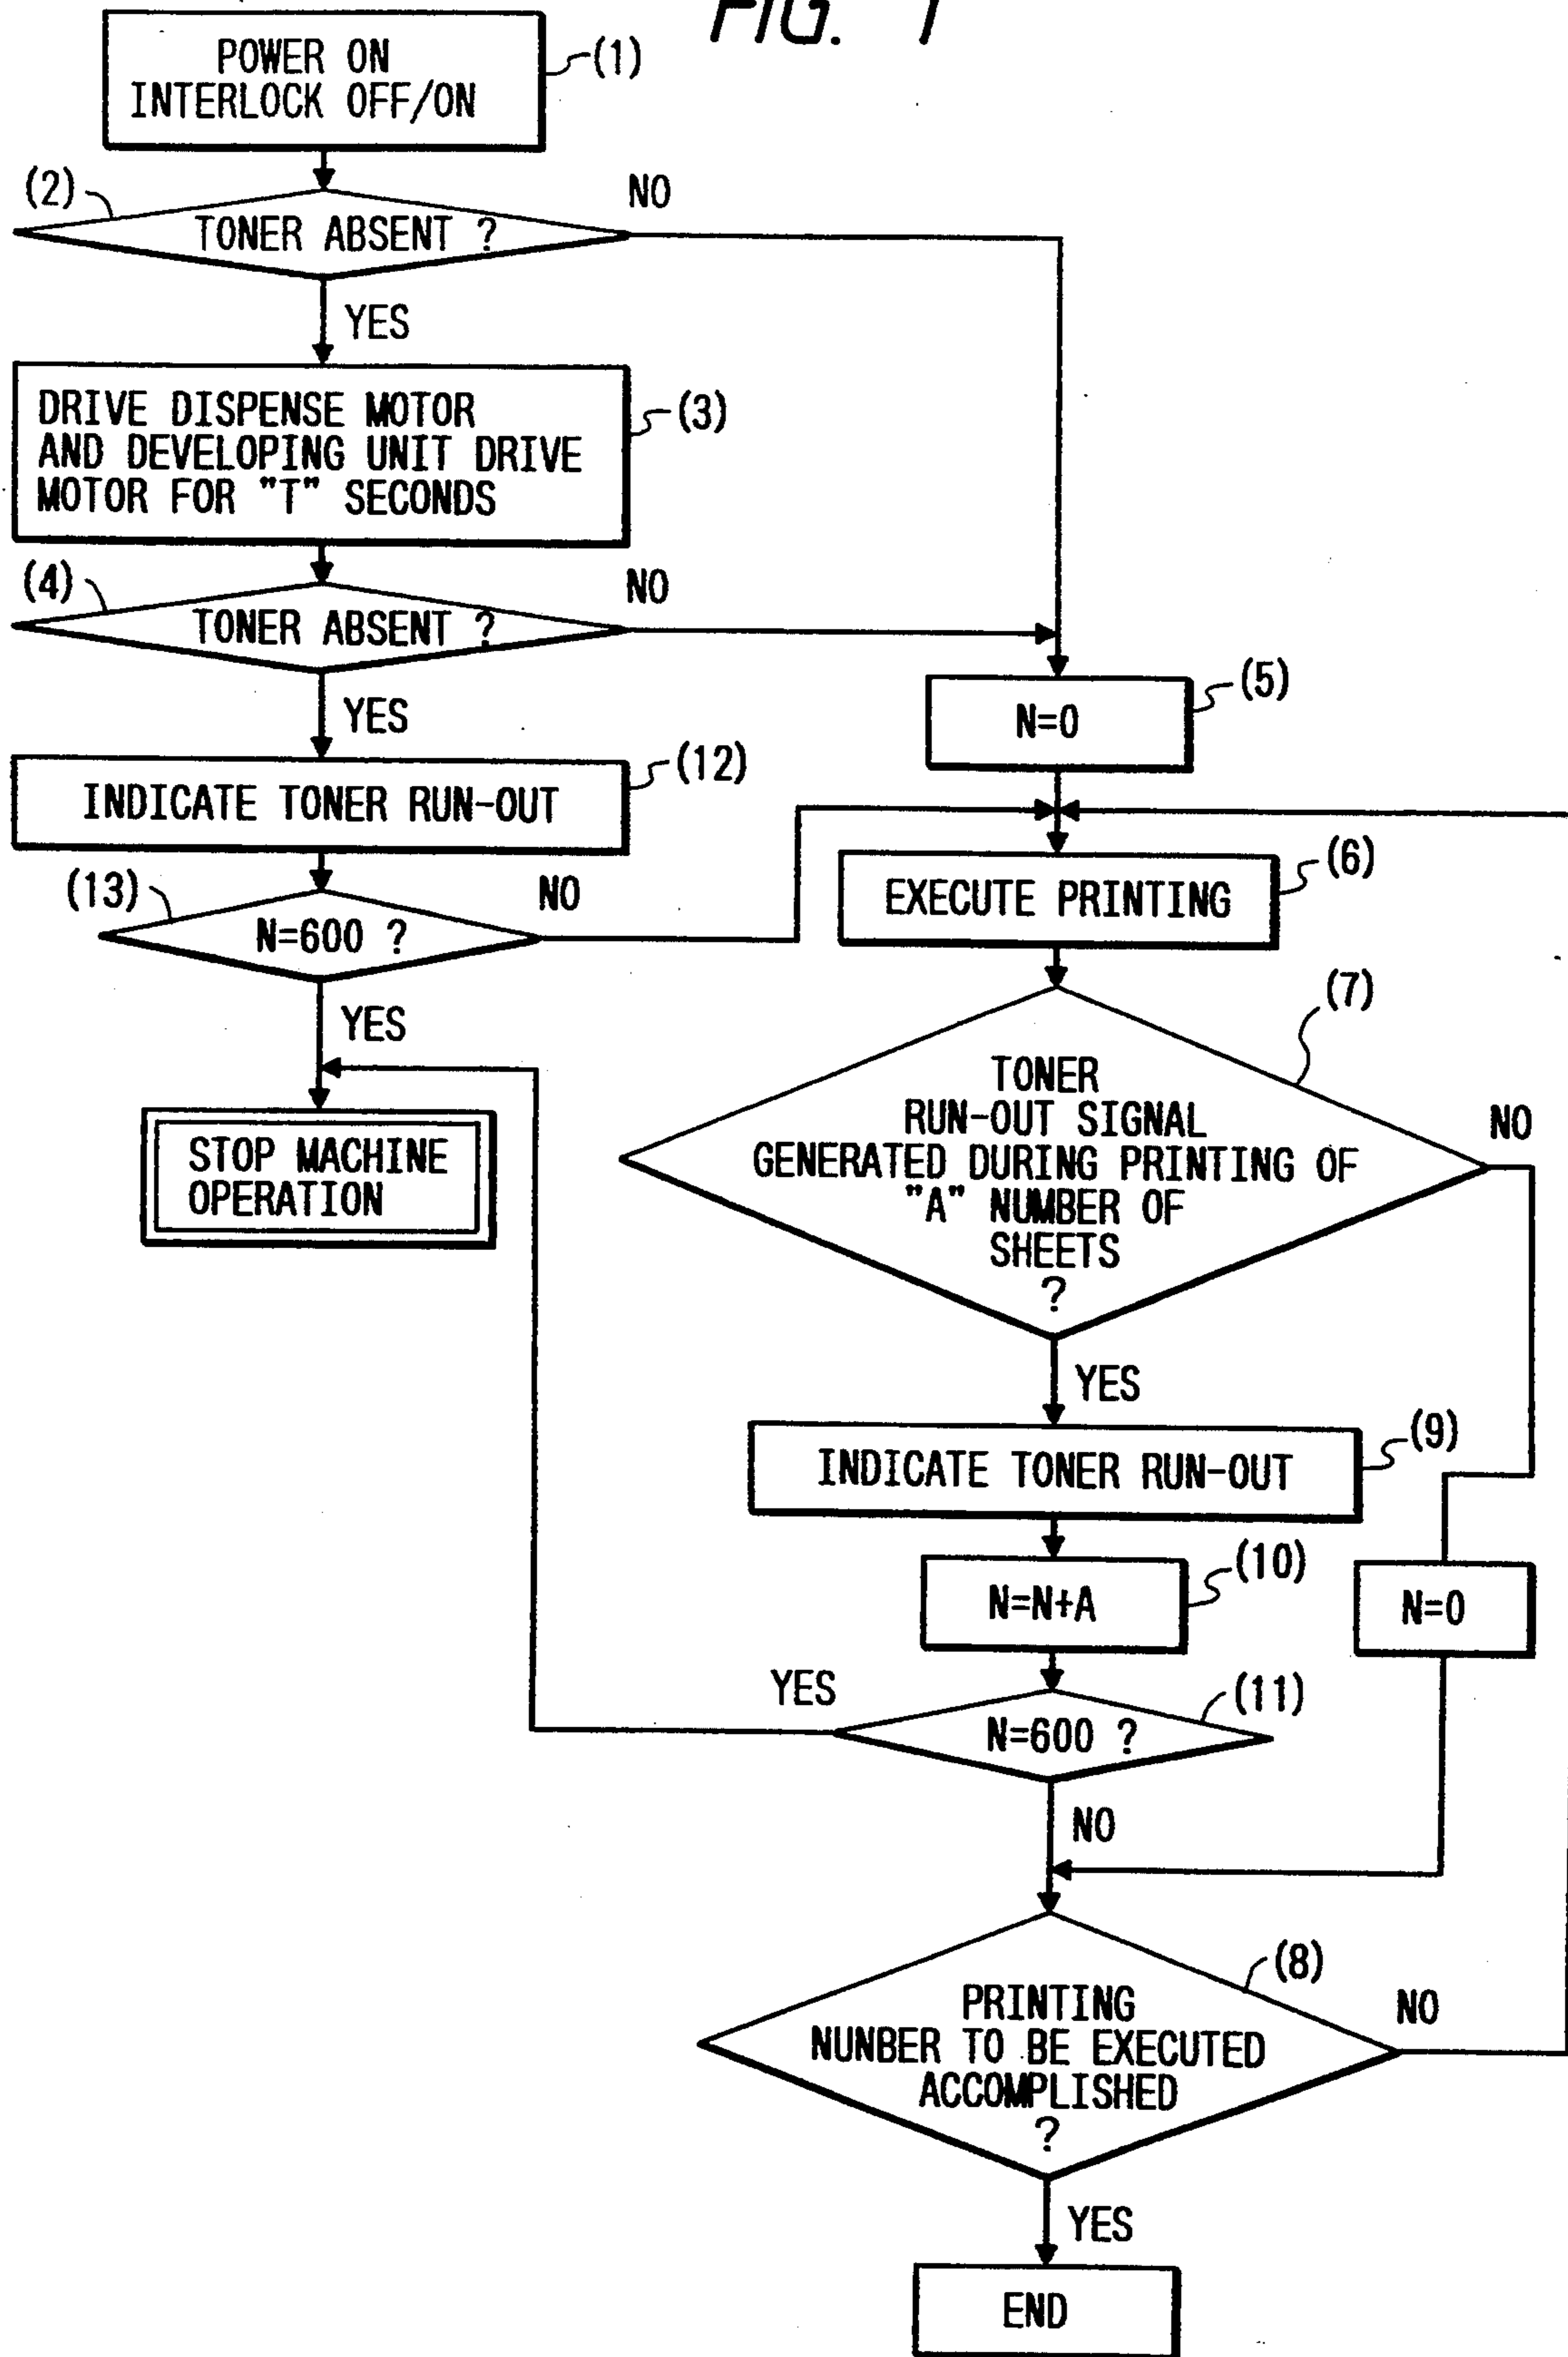 FIG. 1
POWER ON
INTERLOCK OFF/ON
(1)
(2)
TONER ABSENT ?
NO
YES
DRIVE DISPENSE MOTOR
AND DEVELOPING UNIT DRIVE
MOTOR FOR "T" SECONDS
(3)
(4)
TONER ABSENT ?
NO
YES
N=0
(5)
INDICATE TONER RUN-OUT
(12)
(13)
N=600 ?
NO
YES
STOP MACHINE
OPERATION
EXECUTE PRINTING
(6)
(7)
TONER
RUN-OUT SIGNAL
GENERATED DURING PRINTING OF
"A" NUMBER OF
SHEETS
?
NO
YES
INDICATE TONER RUN-OUT
(9)
N=N+A
(10)
N=0
YES
N=600 ?
(11)
NO
(8)
PRINTING
NUNBER TO BE EXECUTED
ACCOMPLISHED
?
NO
YES
END